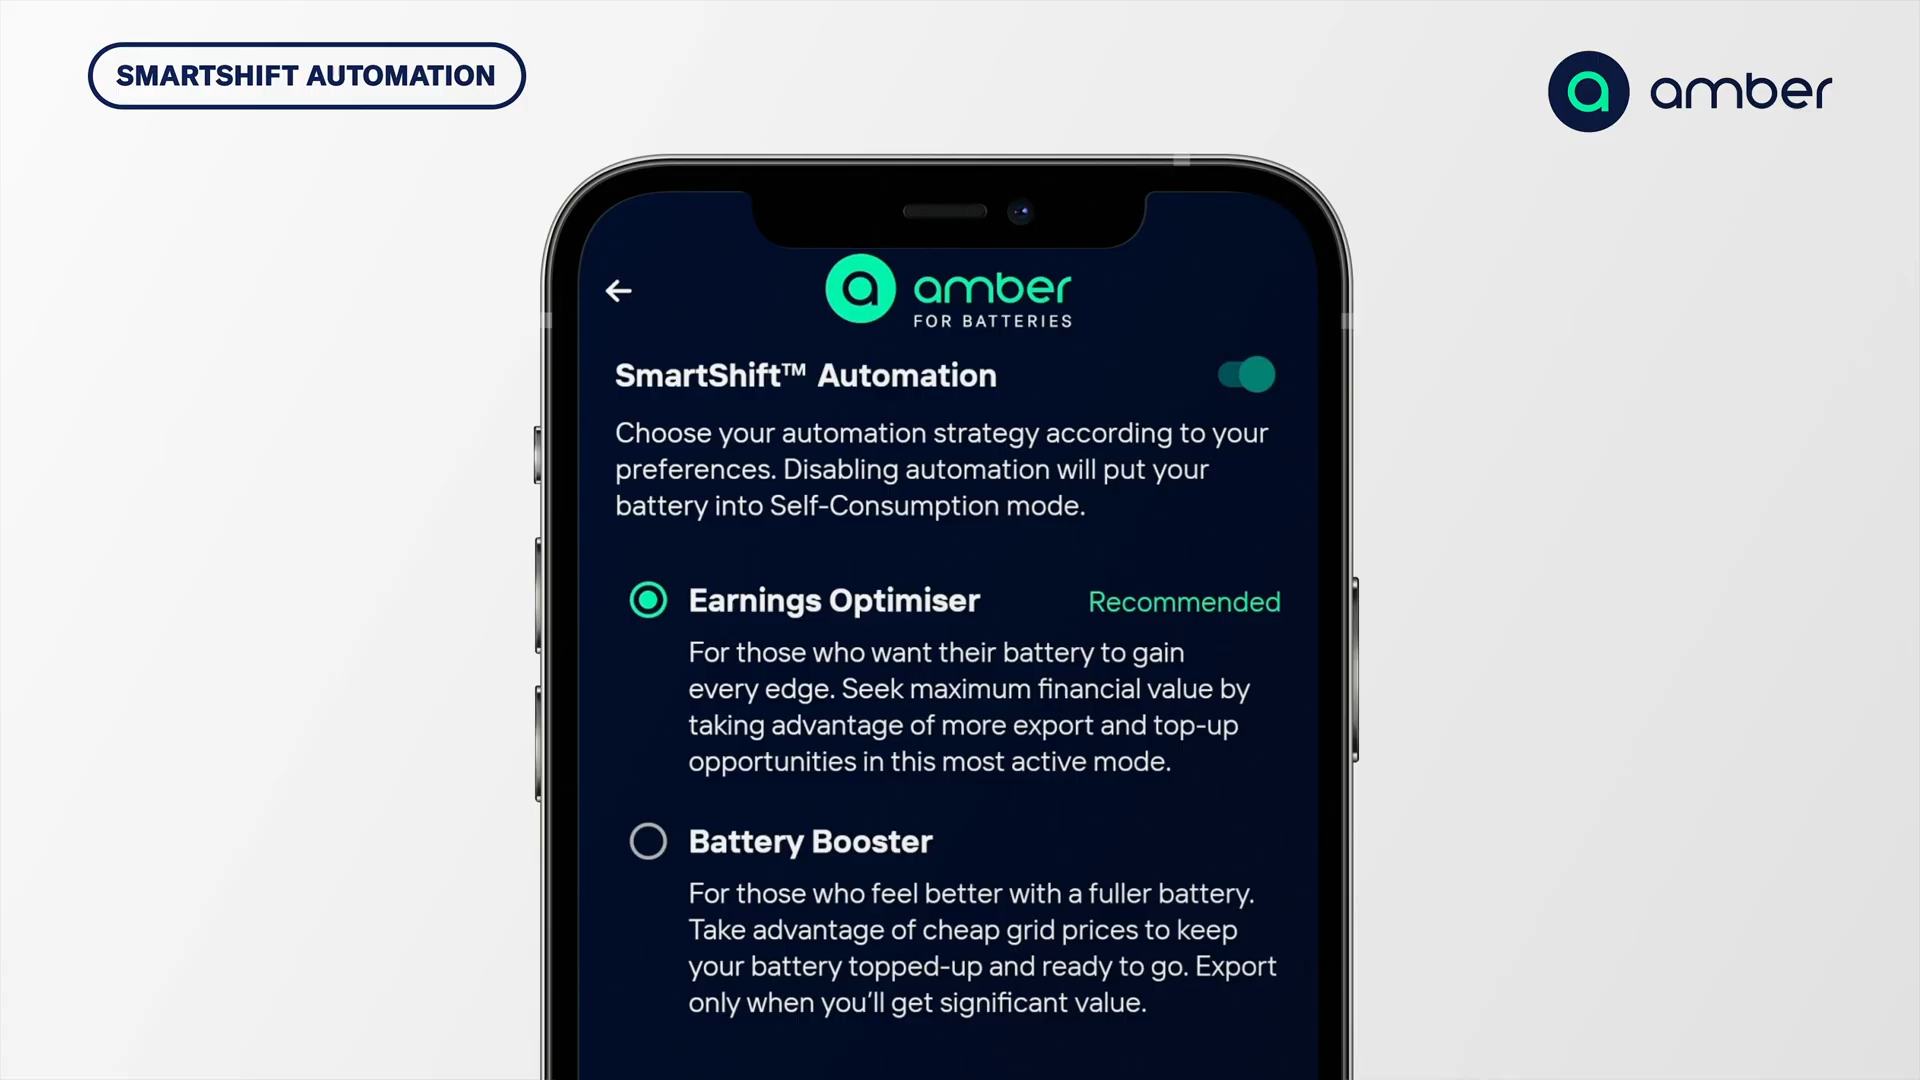 SMARTSHIFT AUTOMATION
a amber
a amber
FOR BATTERIES
SmartShift™ Automation
Choose your automation strategy according to your
preferences. Disabling automation will put your
battery into Self-Consumption mode.
Earnings Optimiser Recommended
For those who want their battery to gain
every edge. Seek maximum financial value by
taking advantage of more export and top-up
opportunities in this most active mode.
Battery Booster
For those who feel better with a fuller battery.
Take advantage of cheap grid prices to keep
your battery topped-up and ready to go. Export
only when you’ll get significant value.